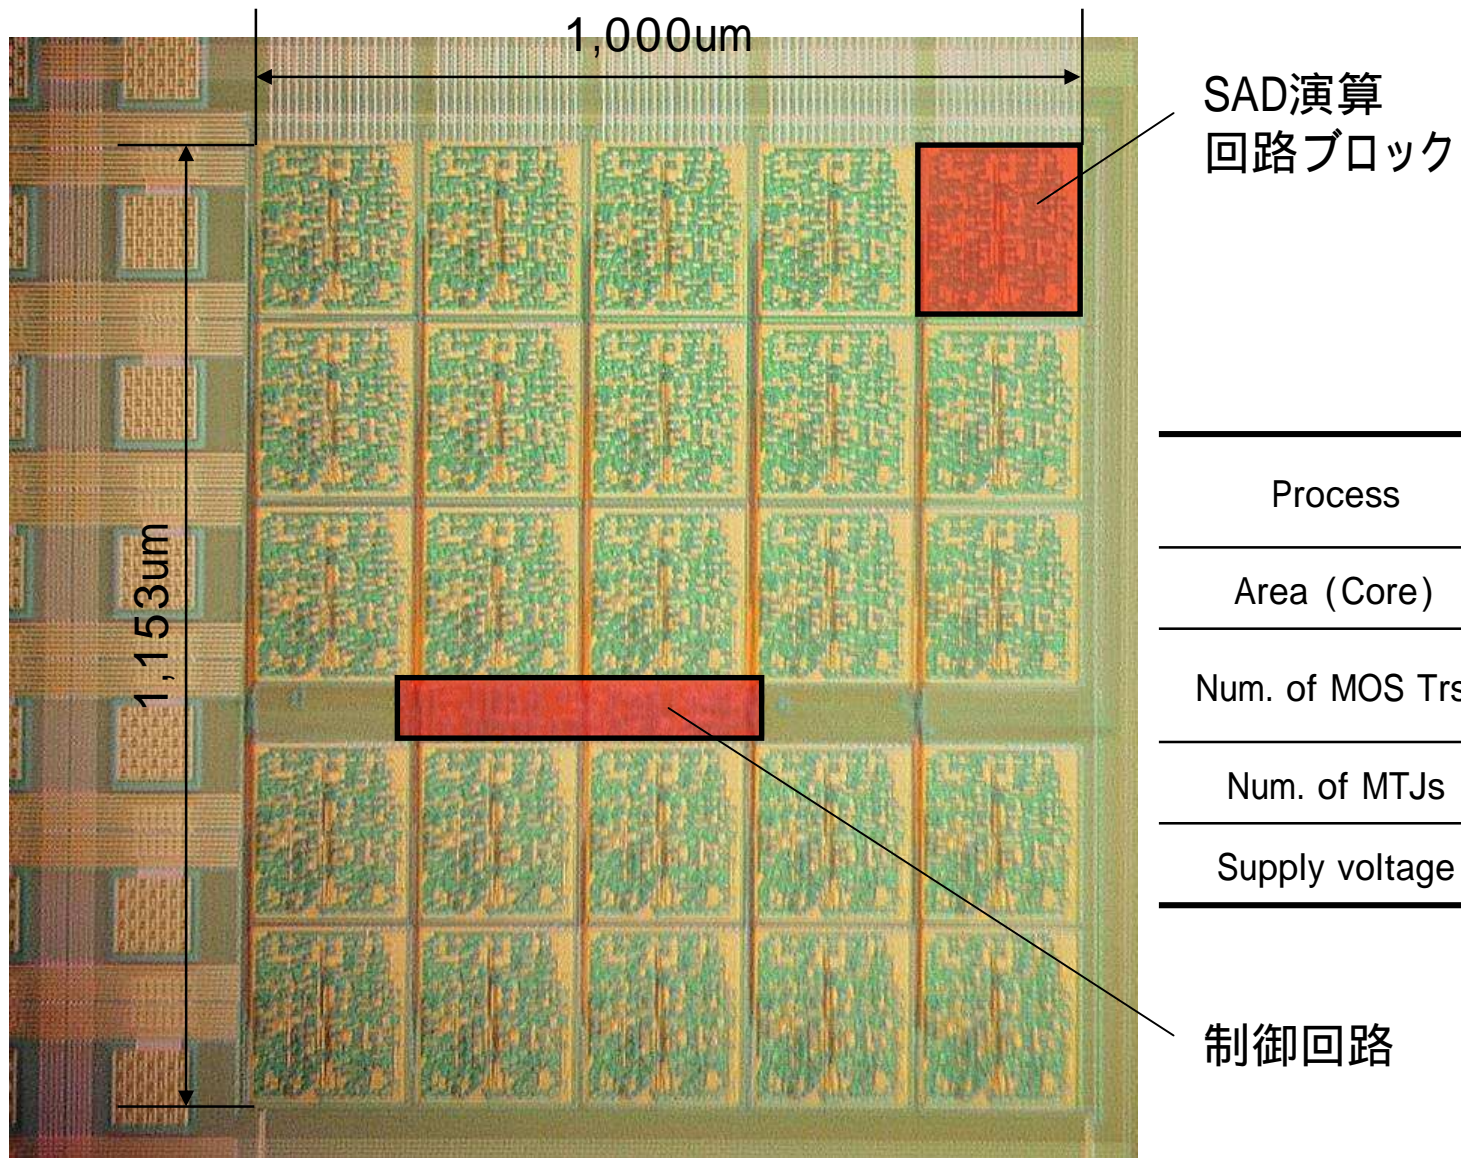 1,000um
SAD演算
回路ブロック
1,153um
Process
Area (Core)
Num. of MOS Trs
Num. of MTJs
Supply voltage
制御回路